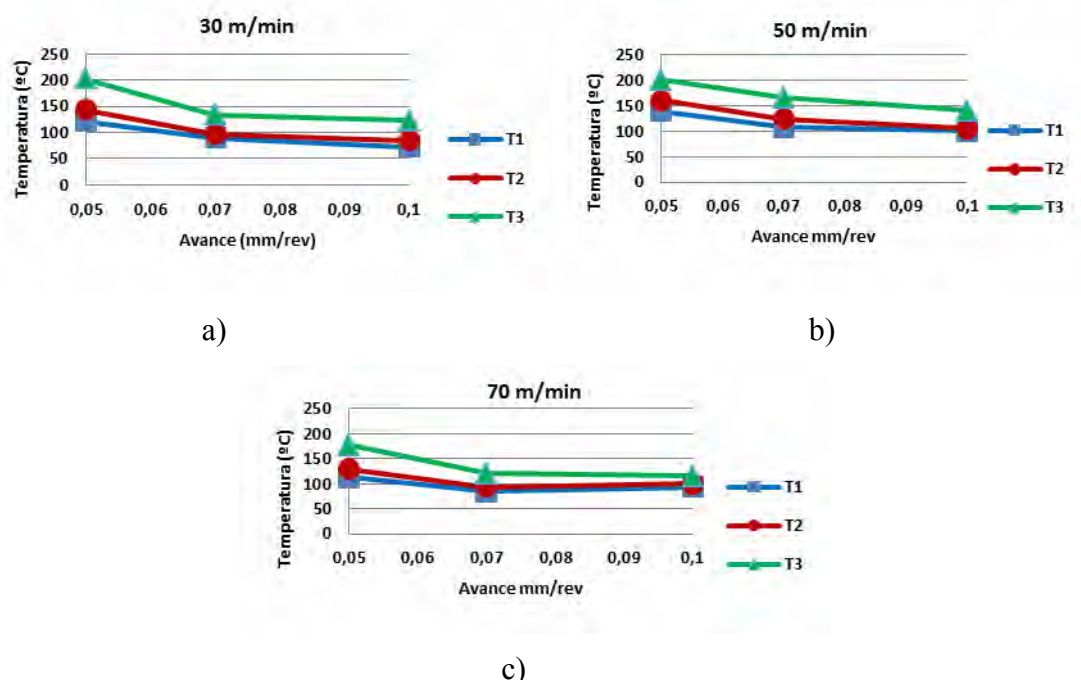 30 m/min
Temperatura (ºC)
250
200
150
100
50
0
0,05 0,06 0,07 0,08 0,09 0,1
Avance (mm/rev)
T1
T2
T3
a)
50 m/min
Temperatura (ºC)
250
200
150
100
50
0
0,05 0,06 0,07 0,08 0,09 0,1
Avance mm/rev
T1
T2
T3
b)
70 m/min
Temperatura (ºC)
250
200
150
100
50
0
0,05 0,06 0,07 0,08 0,09 0,1
Avance mm/rev
T1
T2
T3
c)